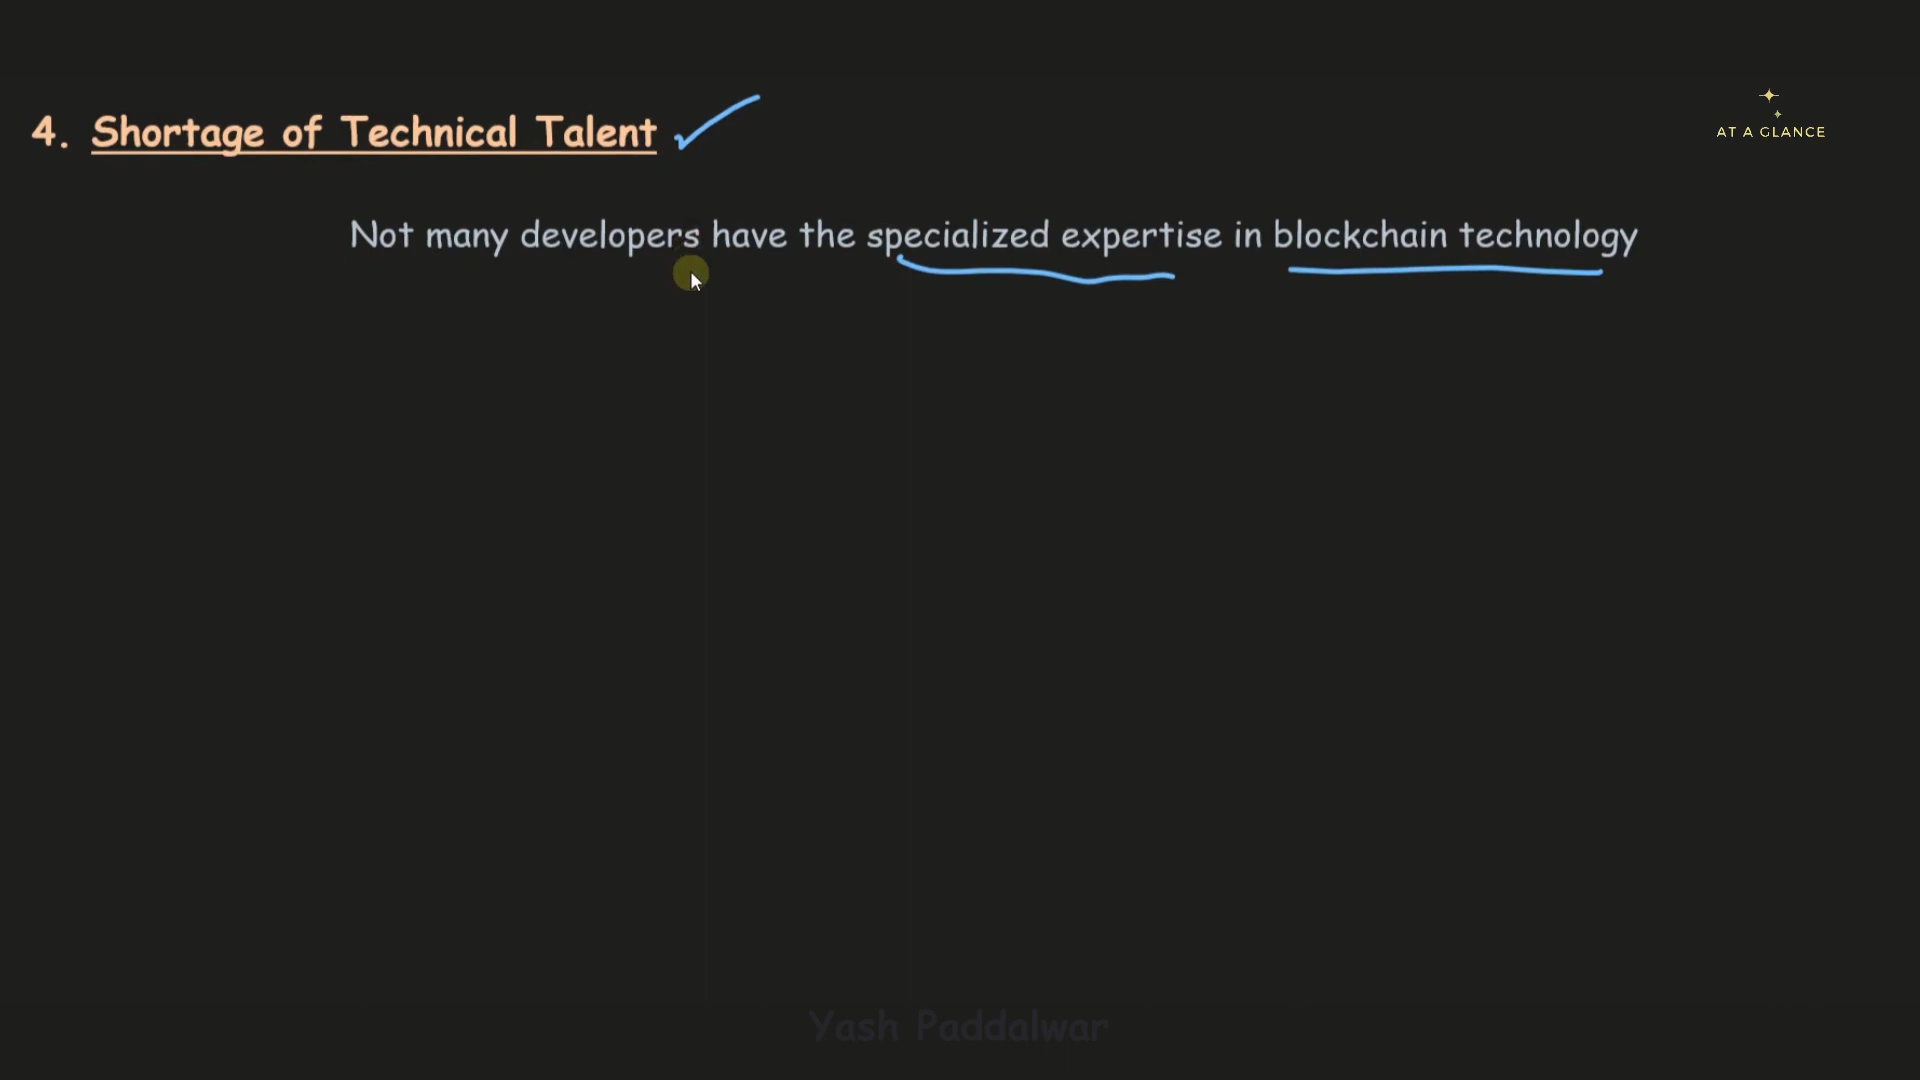 4. Shortage of Technical Talent
AT A GLANCE
Not many developers have the specialized expertise in blockchain technology
Yash Paddalwar